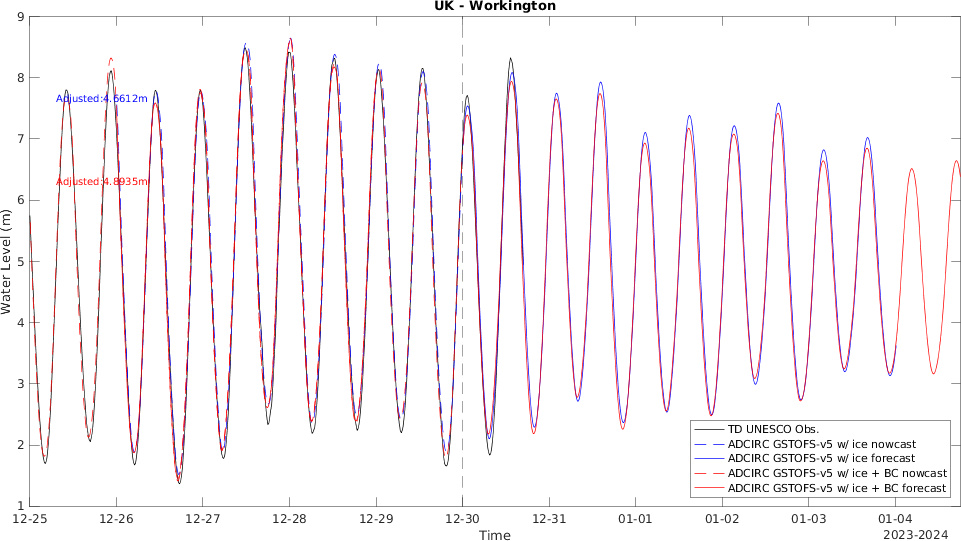 UK - Workington
9
8
7
6
5
4
3
2
1
Water Level (m)
Adjusted:4.6612m
Adjusted:4.8935m
TD UNESCO Obs.
ADCIRC GSTOFS-v5 w/ ice nowcast
ADCIRC GSTOFS-v5 w/ ice forecast
ADCIRC GSTOFS-v5 w/ ice + BC nowcast
ADCIRC GSTOFS-v5 w/ ice + BC forecast
12-25 12-26 12-27 12-28 12-29 12-30 12-31 01-01 01-02 01-03 01-04
Time
2023-2024